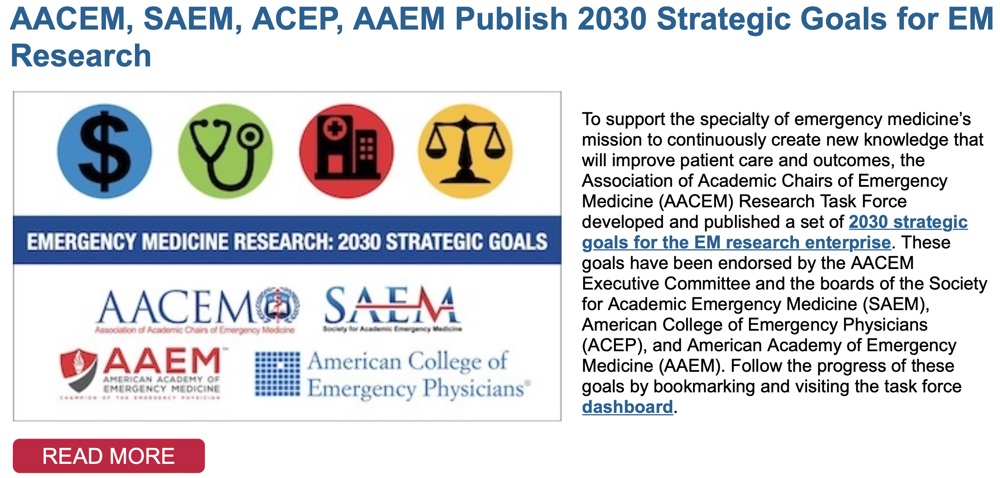 AACEM, SAEM, ACEP, AAEM Publish 2030 Strategic Goals for EM
Research
$
EMERGENCY MEDICINE RESEARCH: 2030 STRATEGIC GOALS
AACEM
Association of Academic Chairs of Emergency Medicine
SAEM
Society for Academic Emergency Medicine
AAEM™
AMERICAN ACADEMY OF
EMERGENCY MEDICINE
CHAMPION OF THE EMERGENCY PHYSICIAN
American College of
Emergency Physicians®
To support the specialty of emergency medicine’s
mission to continuously create new knowledge that
will improve patient care and outcomes, the
Association of Academic Chairs of Emergency
Medicine (AACEM) Research Task Force
developed and published a set of 2030 strategic
goals for the EM research enterprise. These
goals have been endorsed by the AACEM
Executive Committee and the boards of the Society
for Academic Emergency Medicine (SAEM),
American College of Emergency Physicians
(ACEP), and American Academy of Emergency
Medicine (AAEM). Follow the progress of these
goals by bookmarking and visiting the task force
dashboard.
READ MORE